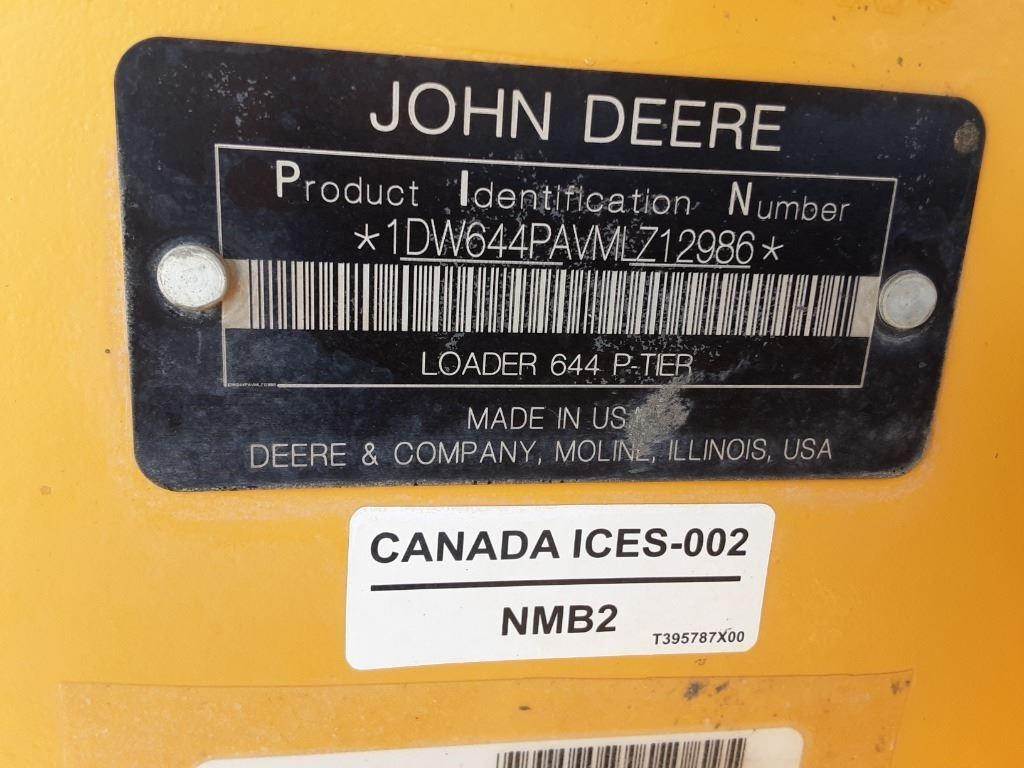 JOHN DEERE
Product Identification Number
*1DW644PAVMLZ12986*
LOADER 644 P-TIER
MADE IN USA
DEERE & COMPANY, MOLINE, ILLINOIS, USA
CANADA ICES-002
NMB2
T395787X00